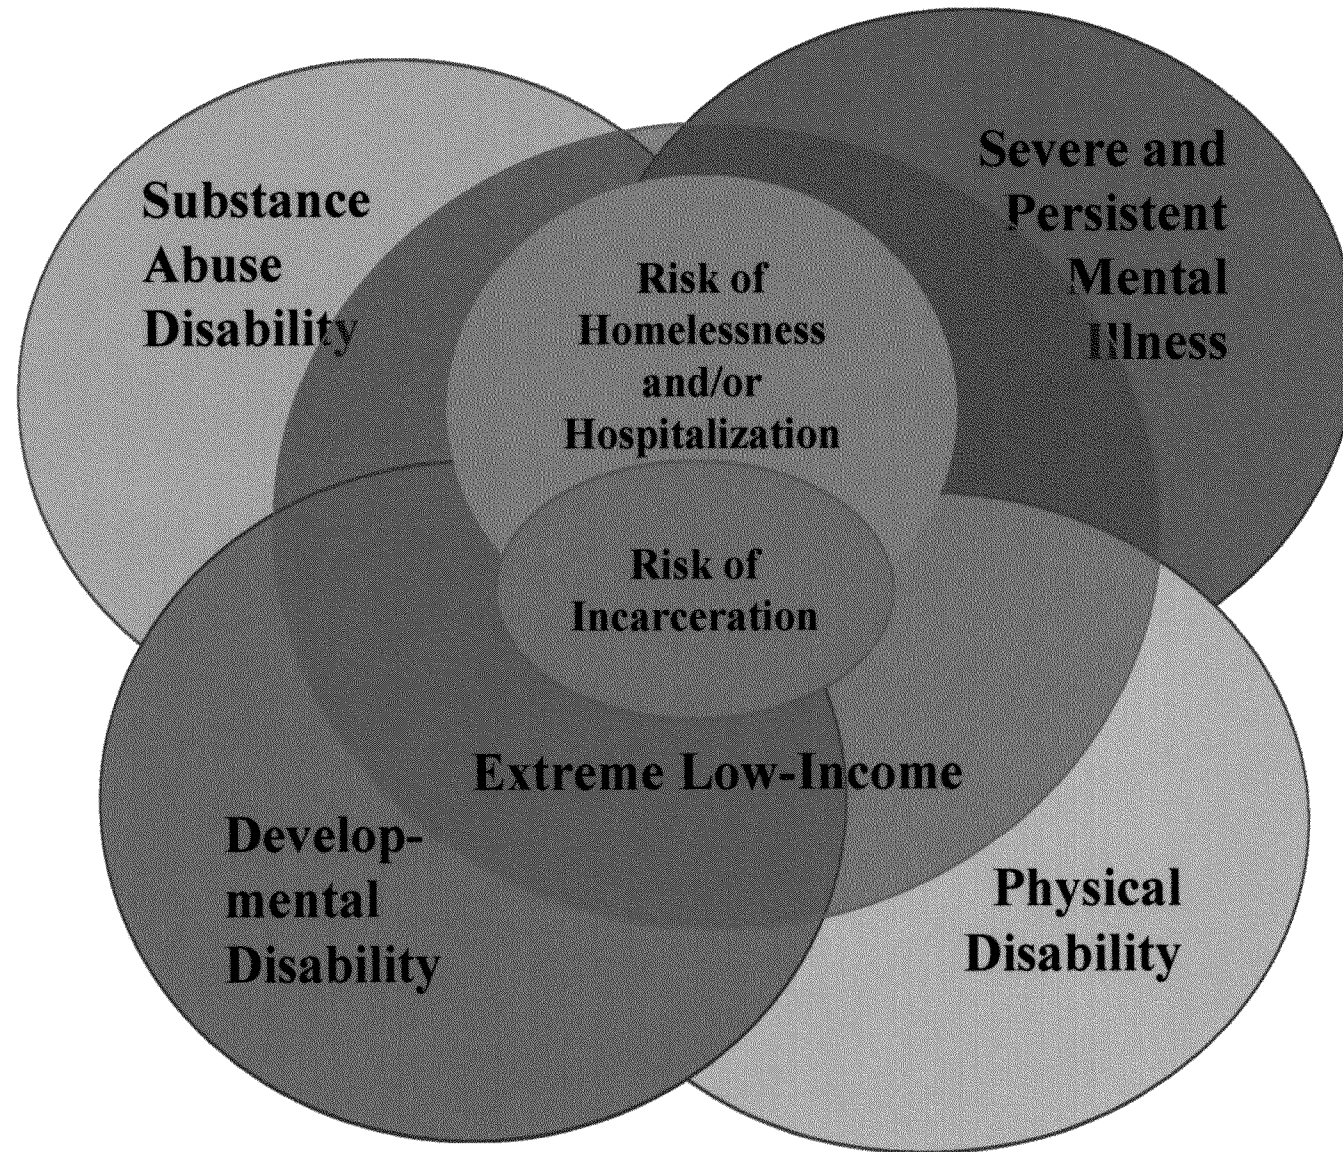 Substance
Abuse
Disability
Severe and
Persistent
Mental
Illness
Risk of
Homelessness
and/or
Hospitalization
Risk of
Incarceration
Extreme Low-Income
Develop-
mental
Disability
Physical
Disability